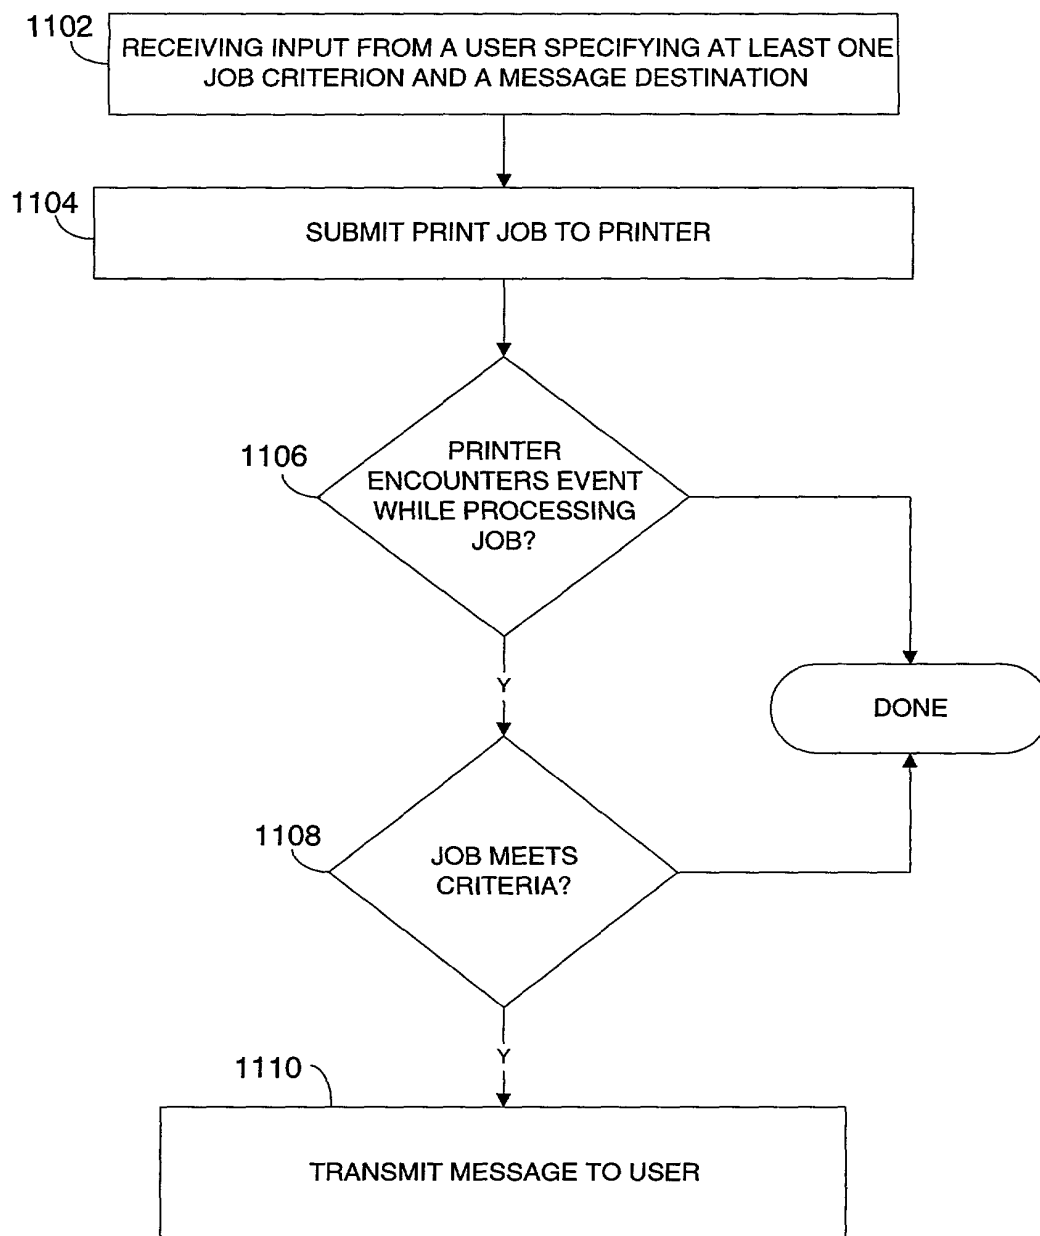 1102
RECEIVING INPUT FROM A USER SPECIFYING AT LEAST ONE
JOB CRITERION AND A MESSAGE DESTINATION
1104
SUBMIT PRINT JOB TO PRINTER
1106
PRINTER
ENCOUNTERS EVENT
WHILE PROCESSING
JOB?
Y
DONE
1108
JOB MEETS
CRITERIA?
Y
1110
TRANSMIT MESSAGE TO USER